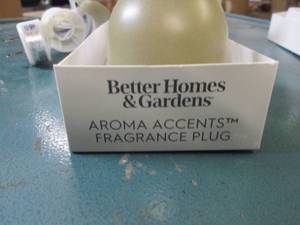 Better Homes
& Gardens®
AROMA ACCENTS™
FRAGRANCE PLUG